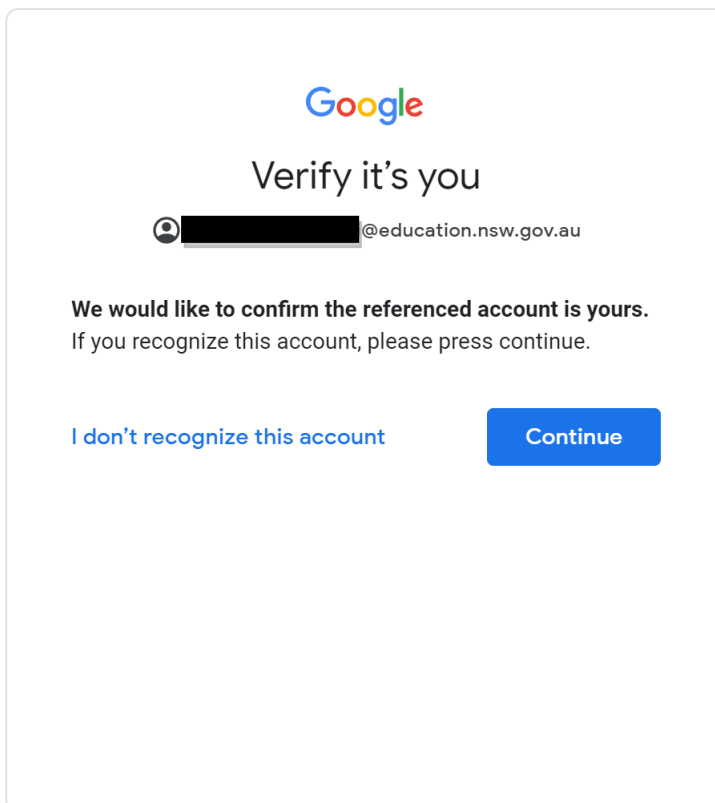 Google
Verify it’s you
@education.nsw.gov.au
We would like to confirm the referenced account is yours.
If you recognize this account, please press continue.
I don’t recognize this account
Continue